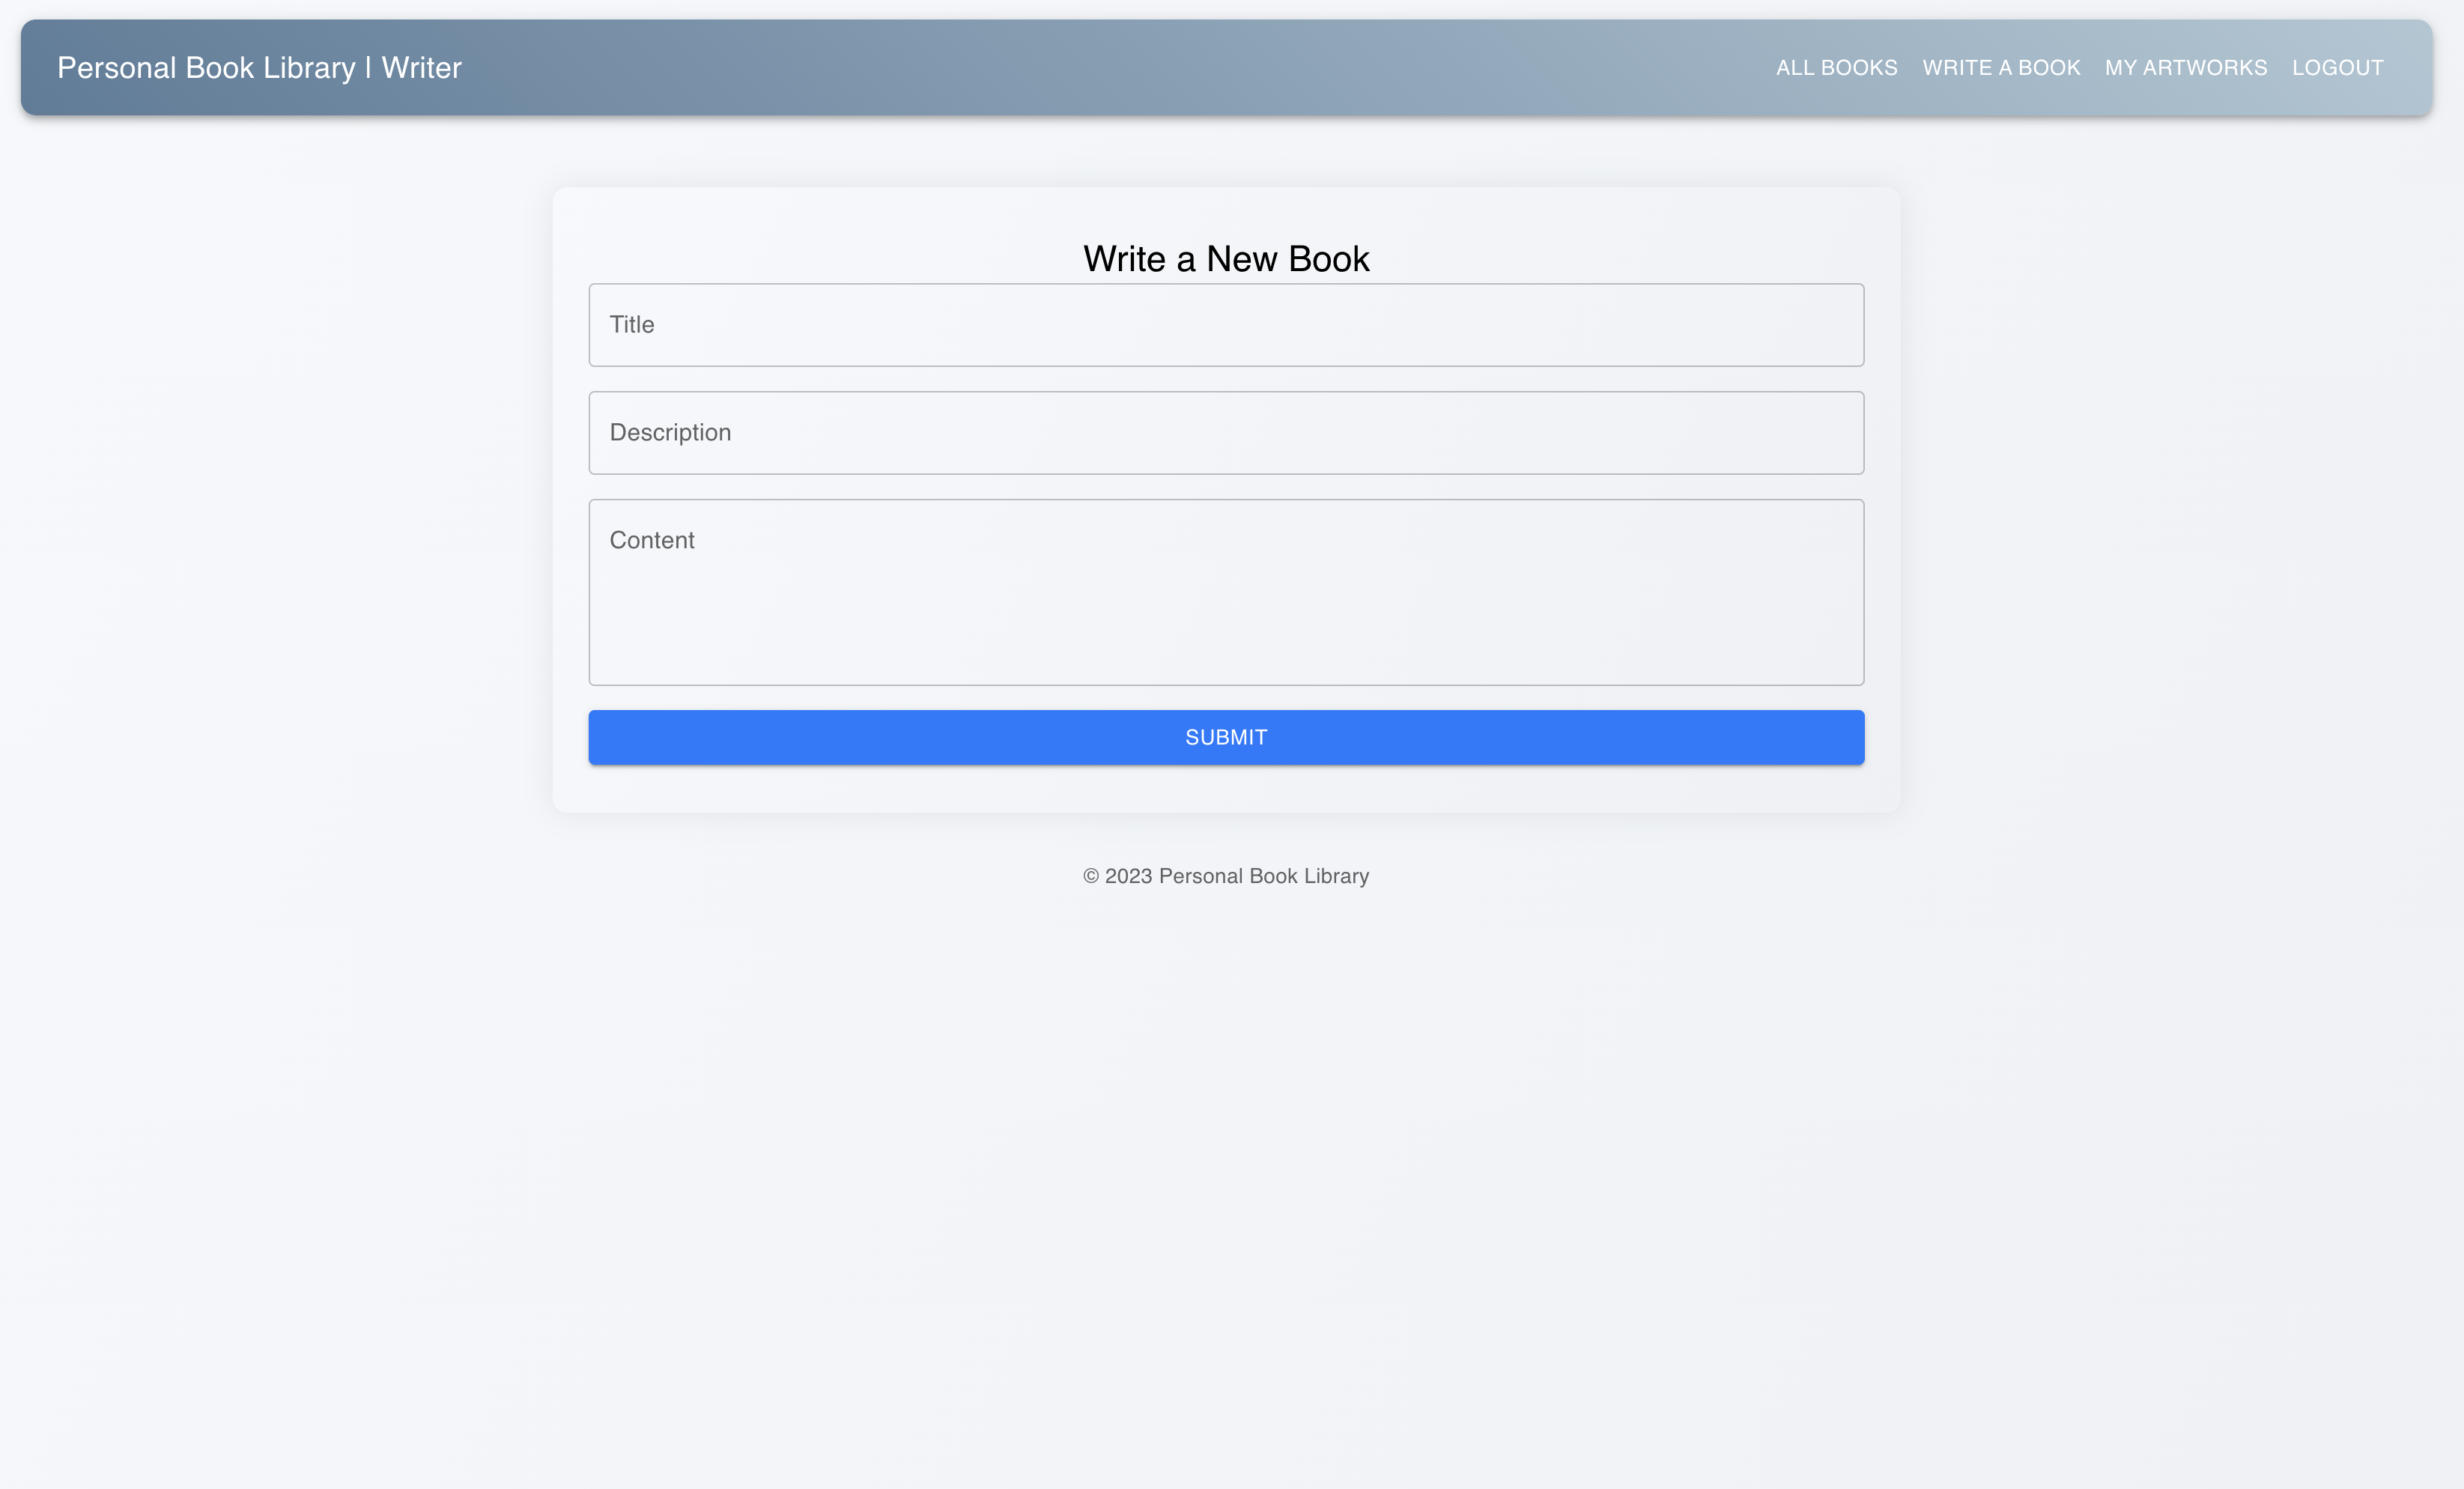 Personal Book Library | Writer
ALL BOOKS WRITE A BOOK MY ARTWORKS LOGOUT
Write a New Book
Title
Description
Content
SUBMIT
© 2023 Personal Book Library